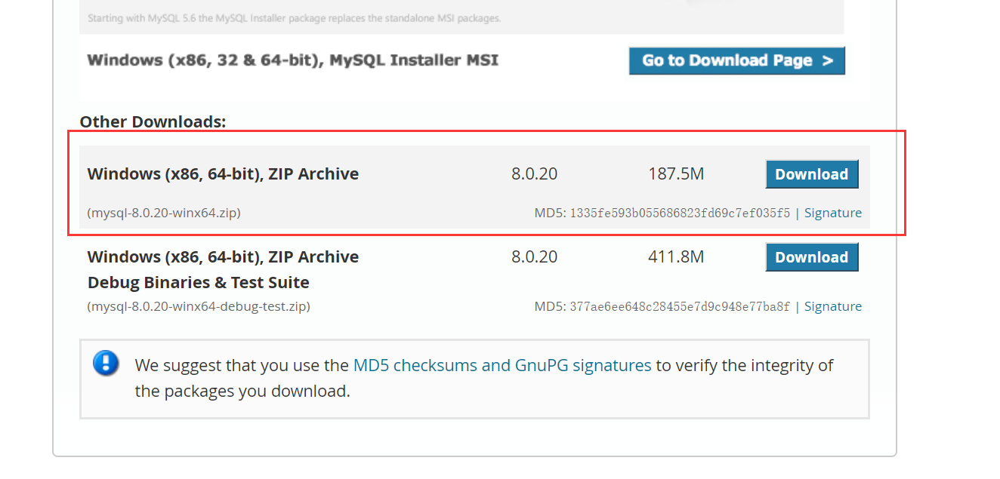 Starting with MySQL 5.6 the MySQL Installer package replaces the standalone MSI packages.
Windows (x86, 32 & 64-bit), MySQL Installer MSI
Go to Download Page >
Other Downloads:
Windows (x86, 64-bit), ZIP Archive 8.0.20 187.5M Download
(mysql-8.0.20-winx64.zip) MD5: 1335fe593b055686823fd69c7ef035f5 | Signature
Windows (x86, 64-bit), ZIP Archive 8.0.20 411.8M Download
Debug Binaries & Test Suite
(mysql-8.0.20-winx64-debug-test.zip) MD5: 377ae6ee648c28455e7d9c948e77ba8f | Signature
We suggest that you use the MD5 checksums and GnuPG signatures to verify the integrity of
the packages you download.